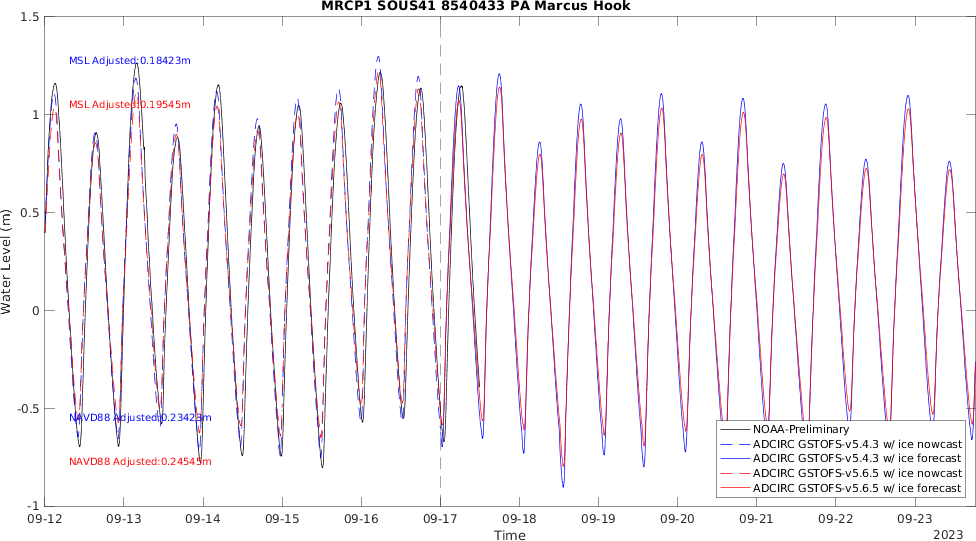 MRCP1 SOUS41 8540433 PA Marcus Hook
1.5
1
0.5
0
-0.5
-1
Water Level (m)
MSL Adjusted:0.18423m
MSL Adjusted:0.19545m
NAVD88 Adjusted:0.23423m
NAVD88 Adjusted:0.24545m
NOAA-Preliminary
ADCIRC GSTOFS-v5.4.3 w/ ice nowcast
ADCIRC GSTOFS-v5.4.3 w/ ice forecast
ADCIRC GSTOFS-v5.6.5 w/ ice nowcast
ADCIRC GSTOFS-v5.6.5 w/ ice forecast
09-12 09-13 09-14 09-15 09-16 09-17 09-18 09-19 09-20 09-21 09-22 09-23
Time
2023